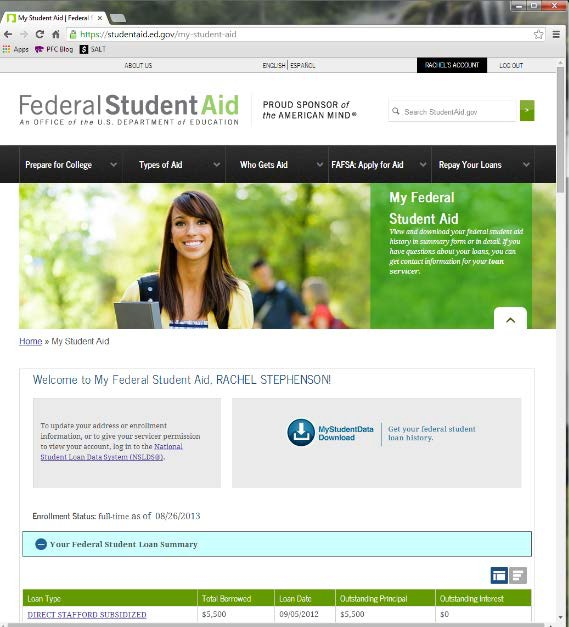 My Student Aid | Federal S
https://studentaid.ed.gov/my-student-aid
Apps PFC Blog SALT
ABOUT US ENGLISH | ESPAÑOL RACHEL'S ACCOUNT LOG OUT
Federal Student Aid
An OFFICE of the U.S. DEPARTMENT of EDUCATION
PROUD SPONSOR of
the AMERICAN MIND®
Search StudentAid.gov
>
Prepare for College Types of Aid Who Gets Aid FAFSA: Apply for Aid Repay Your Loans
My Federal
Student Aid
View and download your federal student aid
history in summary form or in detail. If you
have questions about your loans, you can
get contact information for your loan
servicer.
Home » My Student Aid
Welcome to My Federal Student Aid, RACHEL STEPHENSON!
To update your address or enrollment
information, or to give your servicer permission
to view your account, log in to the National
Student Loan Data System (NSLDS®).
MyStudentData
Download
Get your federal student
loan history.
Enrollment Status: full-time as of 08/26/2013
Your Federal Student Loan Summary
Loan Type Total Borrowed Loan Date Outstanding Principal Outstanding Interest
DIRECT STAFFORD SUBSIDIZED $5,500 09/05/2012 $5,500 $0